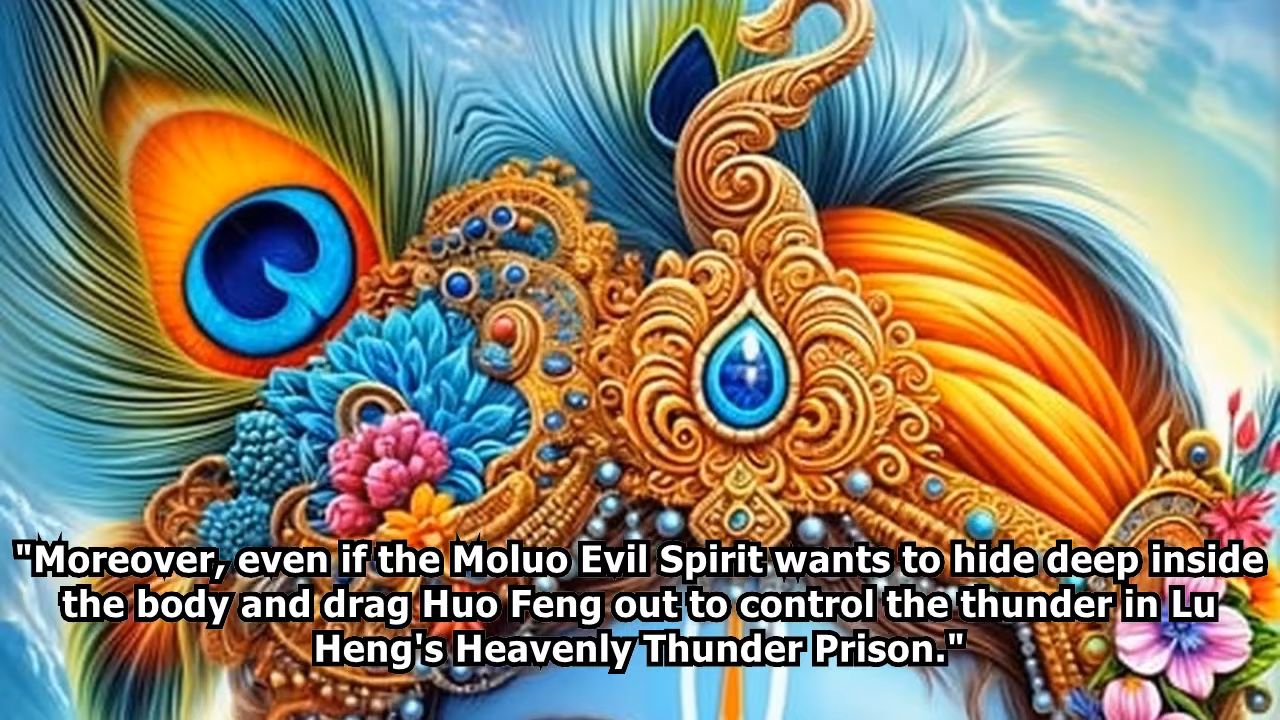 "Moreover, even if the Moluo Evil Spirit wants to hide deep inside
the body and drag Huo Feng out to control the thunder in Lu
Heng's Heavenly Thunder Prison."